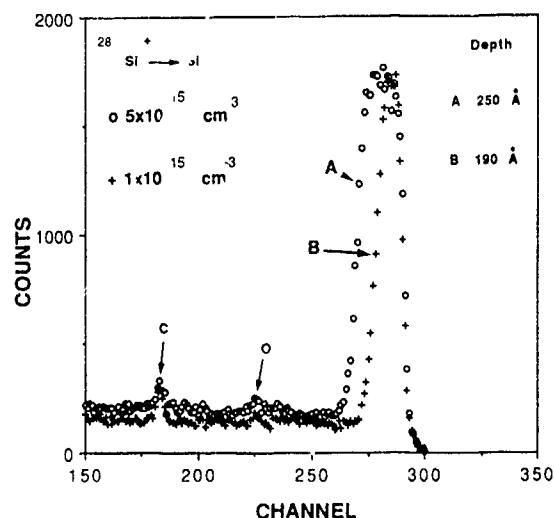 2000
28 +
Si → Si
o 5x10 15 cm 3
+ 1x10 15 cm -3
Depth
A 250 Å
B 190 Å
A
B
1000
COUNTS
C
O
0
150 200 250 300 350
CHANNEL